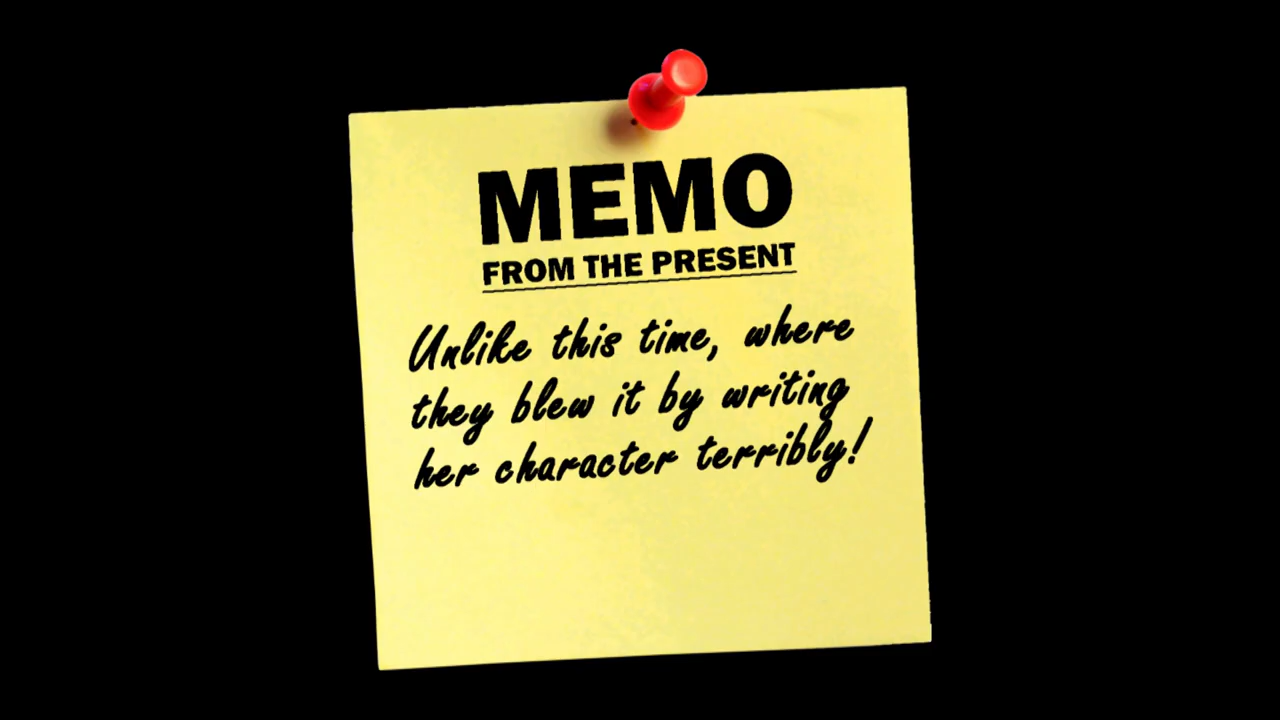 MEMO
FROM THE PRESENT
Unlike this time, where
they blew it by writing
her character terribly!